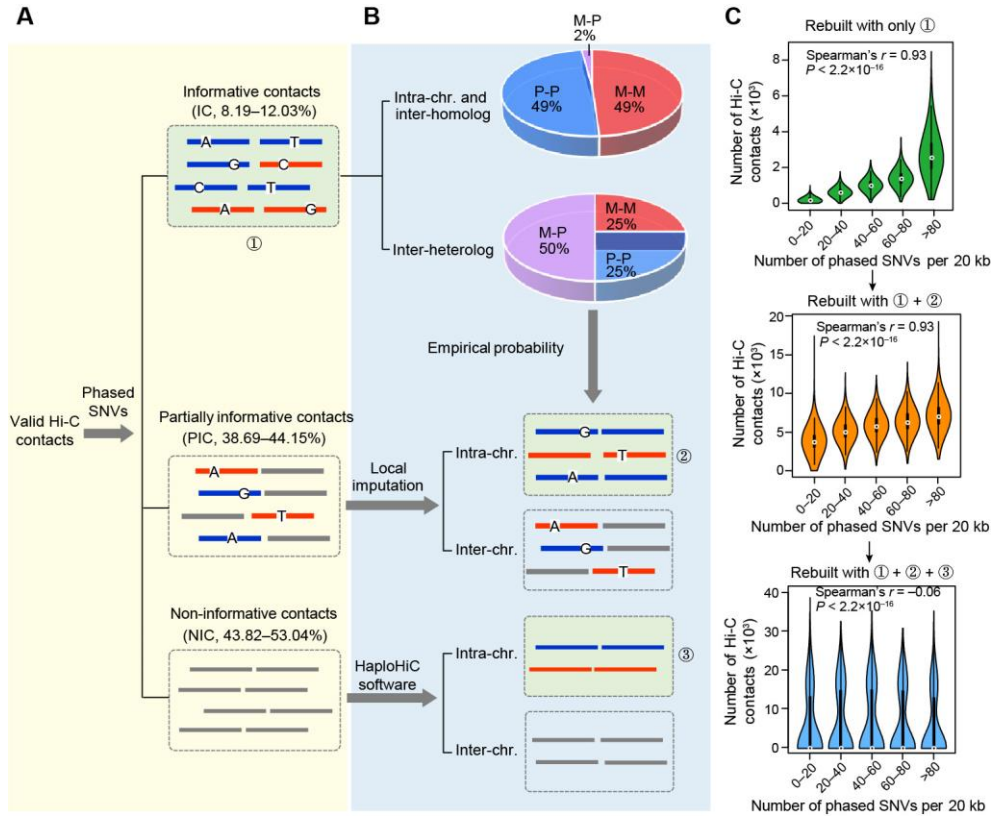 A
B
C
Informative contacts
(IC, 8.19–12.03%)
A
T
G
C
C
T
A
G
①
Valid Hi-C
contacts
Phased
SNVs
Partially informative contacts
(PIC, 38.69–44.15%)
A
G
T
A
Non-informative contacts
(NIC, 43.82–53.04%)
M-P
2%
Intra-chr. and
inter-homolog
P-P
49%
M-M
49%
Inter-heterolog
M-P
50%
M-M
25%
P-P
25%
Empirical probability
Local
imputation
Intra-chr.
G
T
A
②
Inter-chr.
A
G
T
HaploHiC
software
Intra-chr.
③
Inter-chr.
Rebuilt with only ①
Spearman's r = 0.93
P < 2.2×10⁻¹⁶
Number of Hi-C
contacts (×10³)
8
6
4
2
0
0–20
20–40
40–60
60–80
>80
Number of phased SNVs per 20 kb
Rebuilt with ① + ②
Spearman's r = 0.93
P < 2.2×10⁻¹⁶
Number of Hi-C
contacts (×10³)
20
15
10
5
0
0–20
20–40
40–60
60–80
>80
Number of phased SNVs per 20 kb
Rebuilt with ① + ② + ③
Spearman's r = –0.06
P < 2.2×10⁻¹⁶
Number of Hi-C
contacts (×10³)
40
30
20
10
0
0–20
20–40
40–60
60–80
>80
Number of phased SNVs per 20 kb